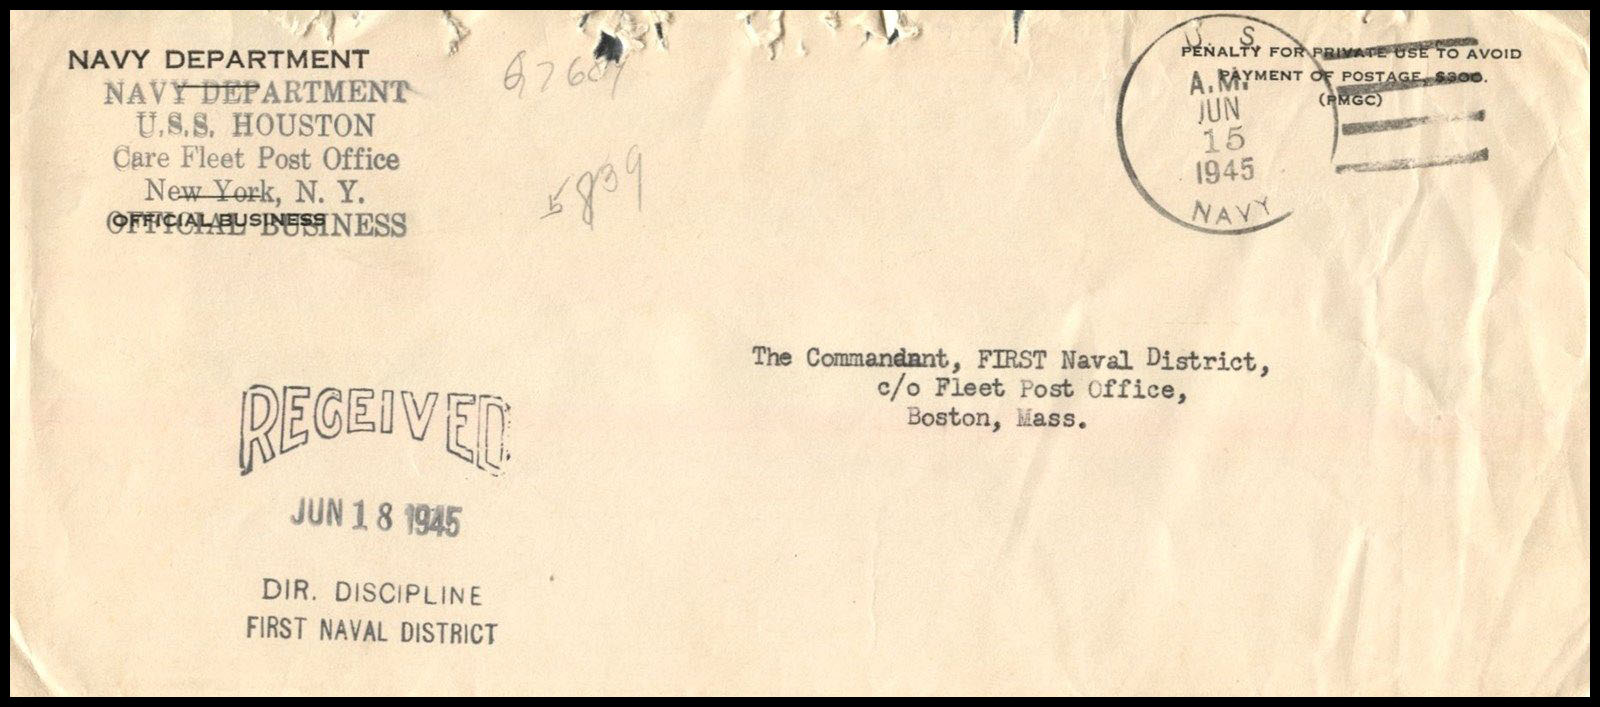 NAVY DEPARTMENT
NAVY DEPARTMENT
U.S.S. HOUSTON
Care Fleet Post Office
New York, N. Y.
OFFICIAL BUSINESS
OFFICIAL BUSINESS
839
U. S.
A.M.
JUN
15
1945
NAVY
PENALTY FOR PRIVATE USE TO AVOID
PAYMENT OF POSTAGE, $300.
(PMGC)
The Commandant, FIRST Naval District,
c/o Fleet Post Office,
Boston, Mass.
RECEIVED
JUN 18 1945
DIR. DISCIPLINE
FIRST NAVAL DISTRICT